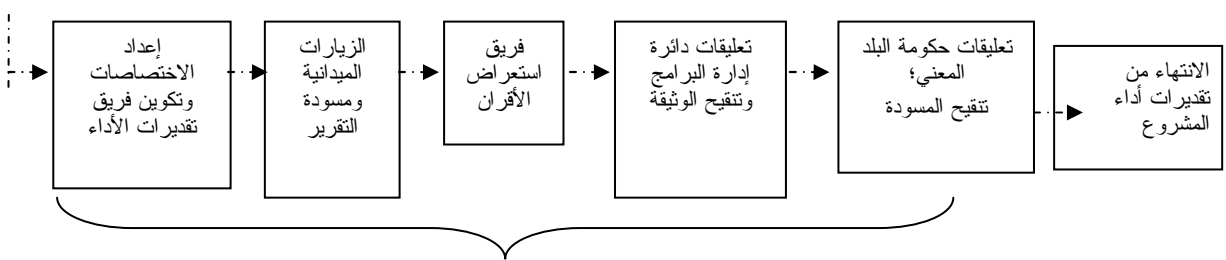 إعداد
الاختصاصات
وتكوين فريق
تقديرات الأداء
الزيارات
الميدانية
ومسودة
التقرير
فريق
استعراض
الأقران
تعليقات دائرة
إدارة البرامج
وتنقيح الوثيقة
تعليقات حكومة البلد
المعني؛
تنقيح المسودة
الانتهاء من
تقديرات أداء
المشروع